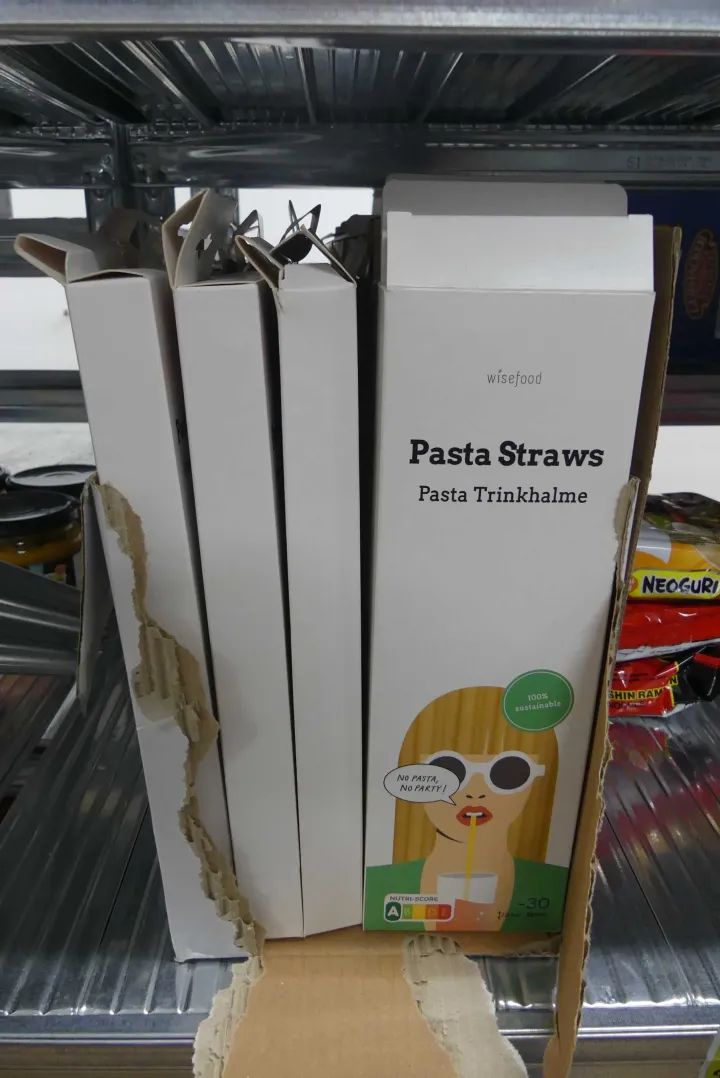 wisefood
Pasta Straws
Pasta Trinkhalme
100%
sustainable
NO PASTA,
NO PARTY!
NUTRI-SCORE
A B C D E
~30
NEOGURI
SHIN RAM